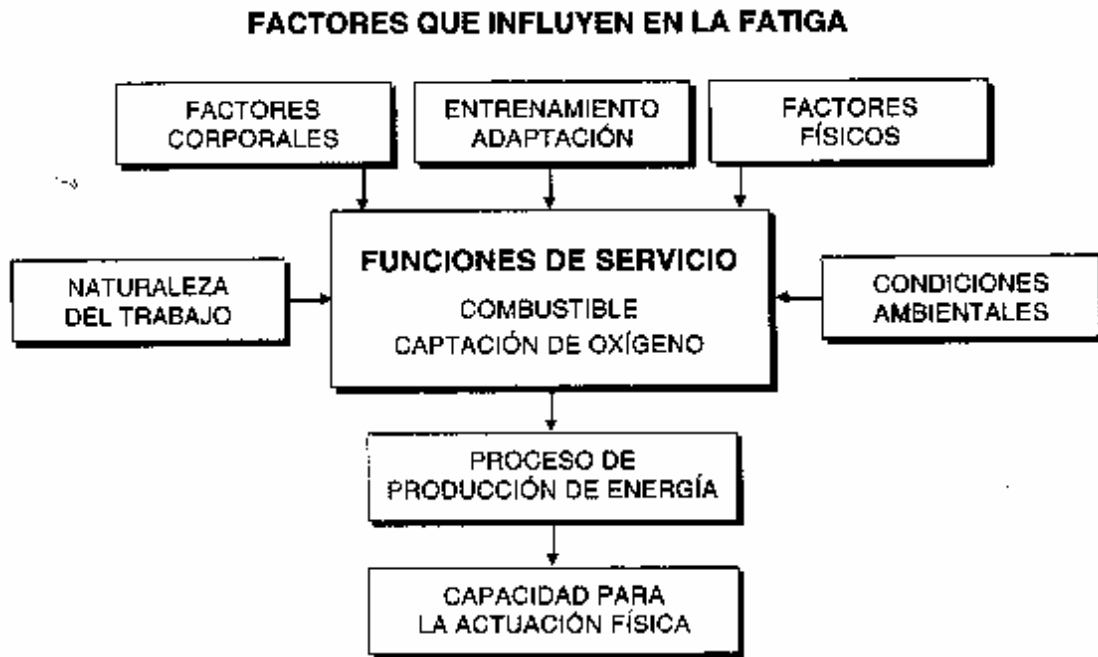 FACTORES QUE INFLUYEN EN LA FATIGA
FACTORES
CORPORALES
ENTRENAMIENTO
ADAPTACIÓN
FACTORES
FÍSICOS
NATURALEZA
DEL TRABAJO
FUNCIONES DE SERVICIO
COMBUSTIBLE
CAPTACIÓN DE OXÍGENO
CONDICIONES
AMBIENTALES
PROCESO DE
PRODUCCIÓN DE ENERGÍA
CAPACIDAD PARA
LA ACTUACIÓN FÍSICA